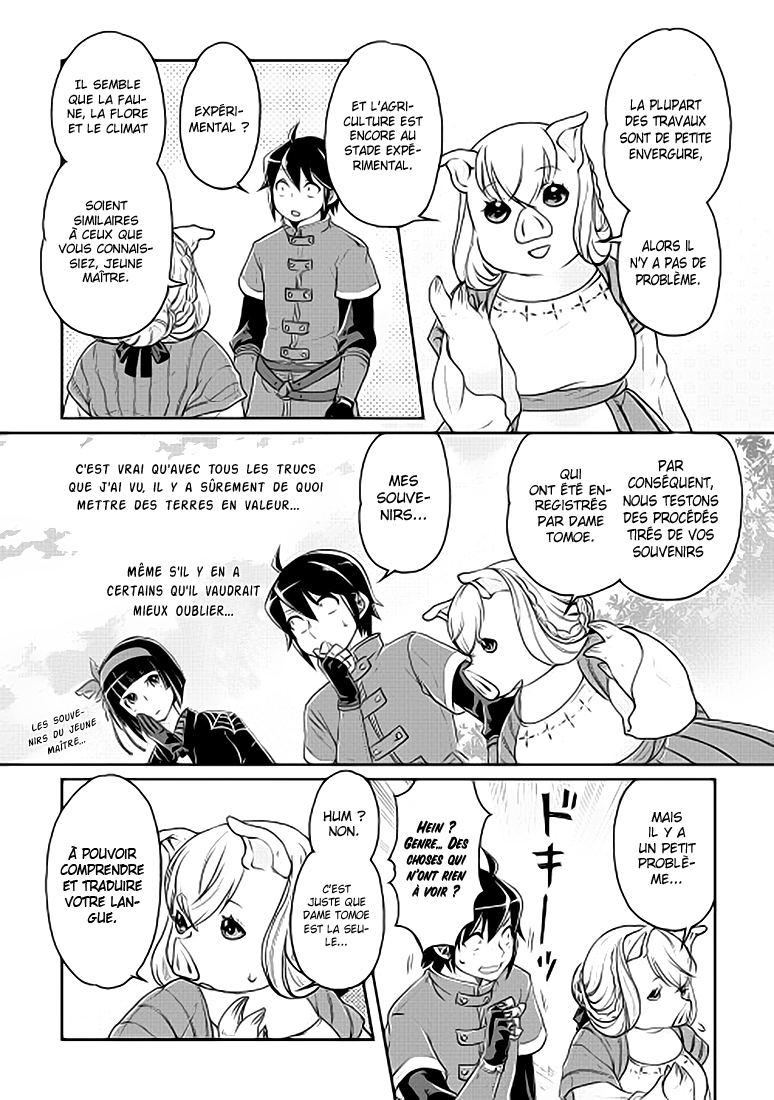 LA PLUPART
DES TRAVAUX
SONT DE PETITE
ENVERGURE,
ALORS IL
N'Y A PAS DE
PROBLÈME.
ET L'AGRI-
CULTURE EST
ENCORE AU
STADE EXPÉ-
RIMENTAL.
EXPÉRI-
MENTAL ?
IL SEMBLE
QUE LA FAU-
NE, LA FLORE
ET LE CLIMAT
SOIENT
SIMILAIRES
À CEUX QUE
VOUS CONNAIS-
SIEZ, JEUNE
MAÎTRE.
PAR
CONSÉQUENT,
NOUS TESTONS
DES PROCÉDÉS
TIRÉS DE VOS
SOUVENIRS
QUI
ONT ÉTÉ EN-
REGISTRÉS
PAR DAME
TOMOE.
MES
SOUVE-
NIRS...
C'EST VRAI QU'AVEC TOUS LES TRUCS
QUE J'AI VU, IL Y A SÛREMENT DE QUOI
METTRE DES TERRES EN VALEUR...
MÊME S'IL Y EN A
CERTAINS QU'IL VAUDRAIT
MIEUX OUBLIER...
LES SOUVE-
NIRS DU JEUNE
MAÎTRE...
MAIS
IL Y A
UN PETIT
PROBLÈ-
ME...
ドキーッ
HEIN ?
GENRE... DES
CHOSES QUI
N'ONT RIEN
À VOIR ?
HUM ?
NON.
C'EST
JUSTE QUE
DAME TOMOE
EST LA SEU-
LE...
À POUVOIR
COMPRENDRE
ET TRADUIRE
VOTRE LAN-
GUE.